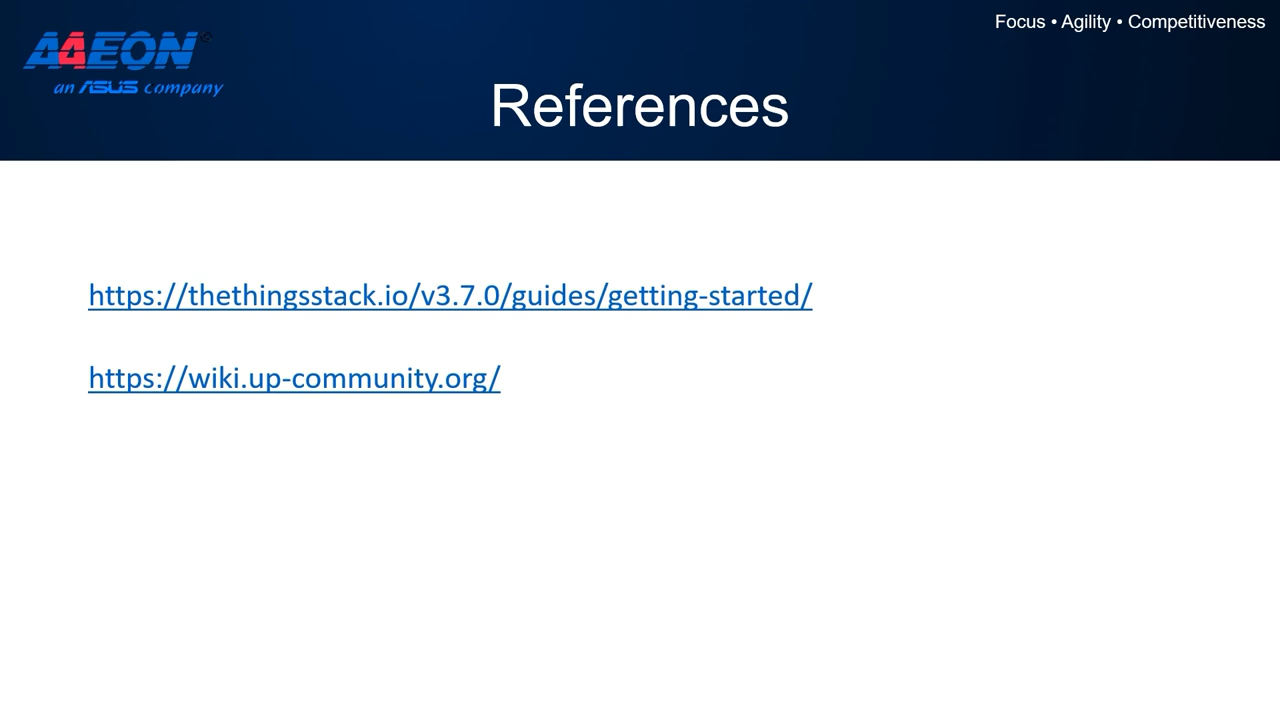 Focus • Agility • Competitiveness
AAEON
an ASUS company
References
https://thethingsstack.io/v3.7.0/guides/getting-started/
https://wiki.up-community.org/